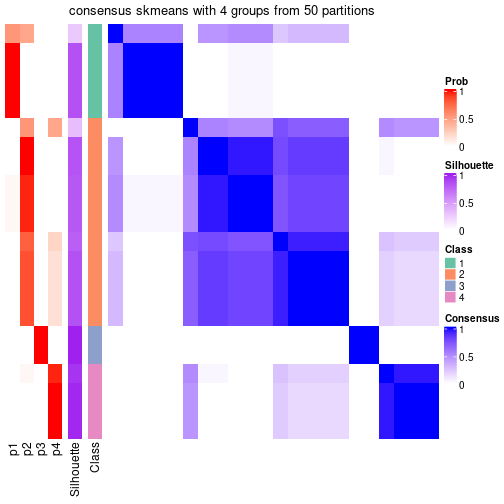 consensus skmeans with 4 groups from 50 partitions
Prob
1
0.5
0
Silhouette
1
0.5
0
Class
1
2
3
4
Consensus
1
0.5
0
p1
p2
p3
p4
Silhouette
Class